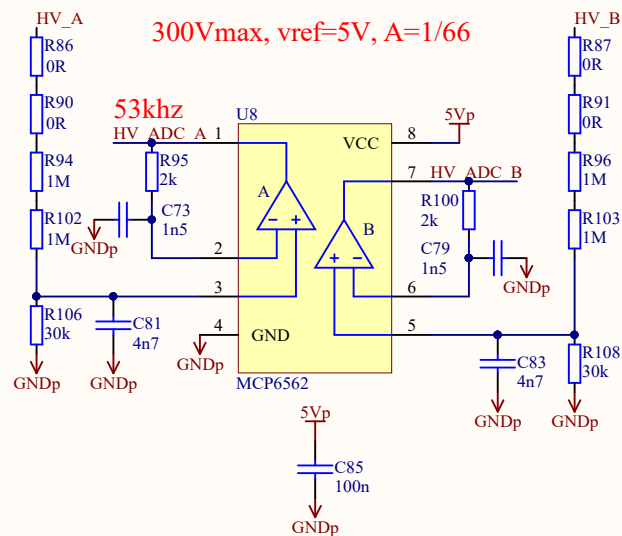 HV_A
300Vmax, vref=5V, A=1/66
HV_B
R86
0R
R87
0R
R90
0R
53khz
U8
5Vp
R91
0R
HV_ADC_A
1
VCC
8
R94
1M
R95
2k
A
7
HV_ADC_B
R96
1M
R102
1M
C73
1n5
GNDp
- +
B
+ -
R100
2k
C79
1n5
R103
1M
2
6
GNDp
3
5
R106
30k
C81
4n7
4
GND
GNDp
C83
4n7
R108
30k
GNDp
GNDp
MCP6562
GNDp
GNDp
5Vp
C85
100n
GNDp